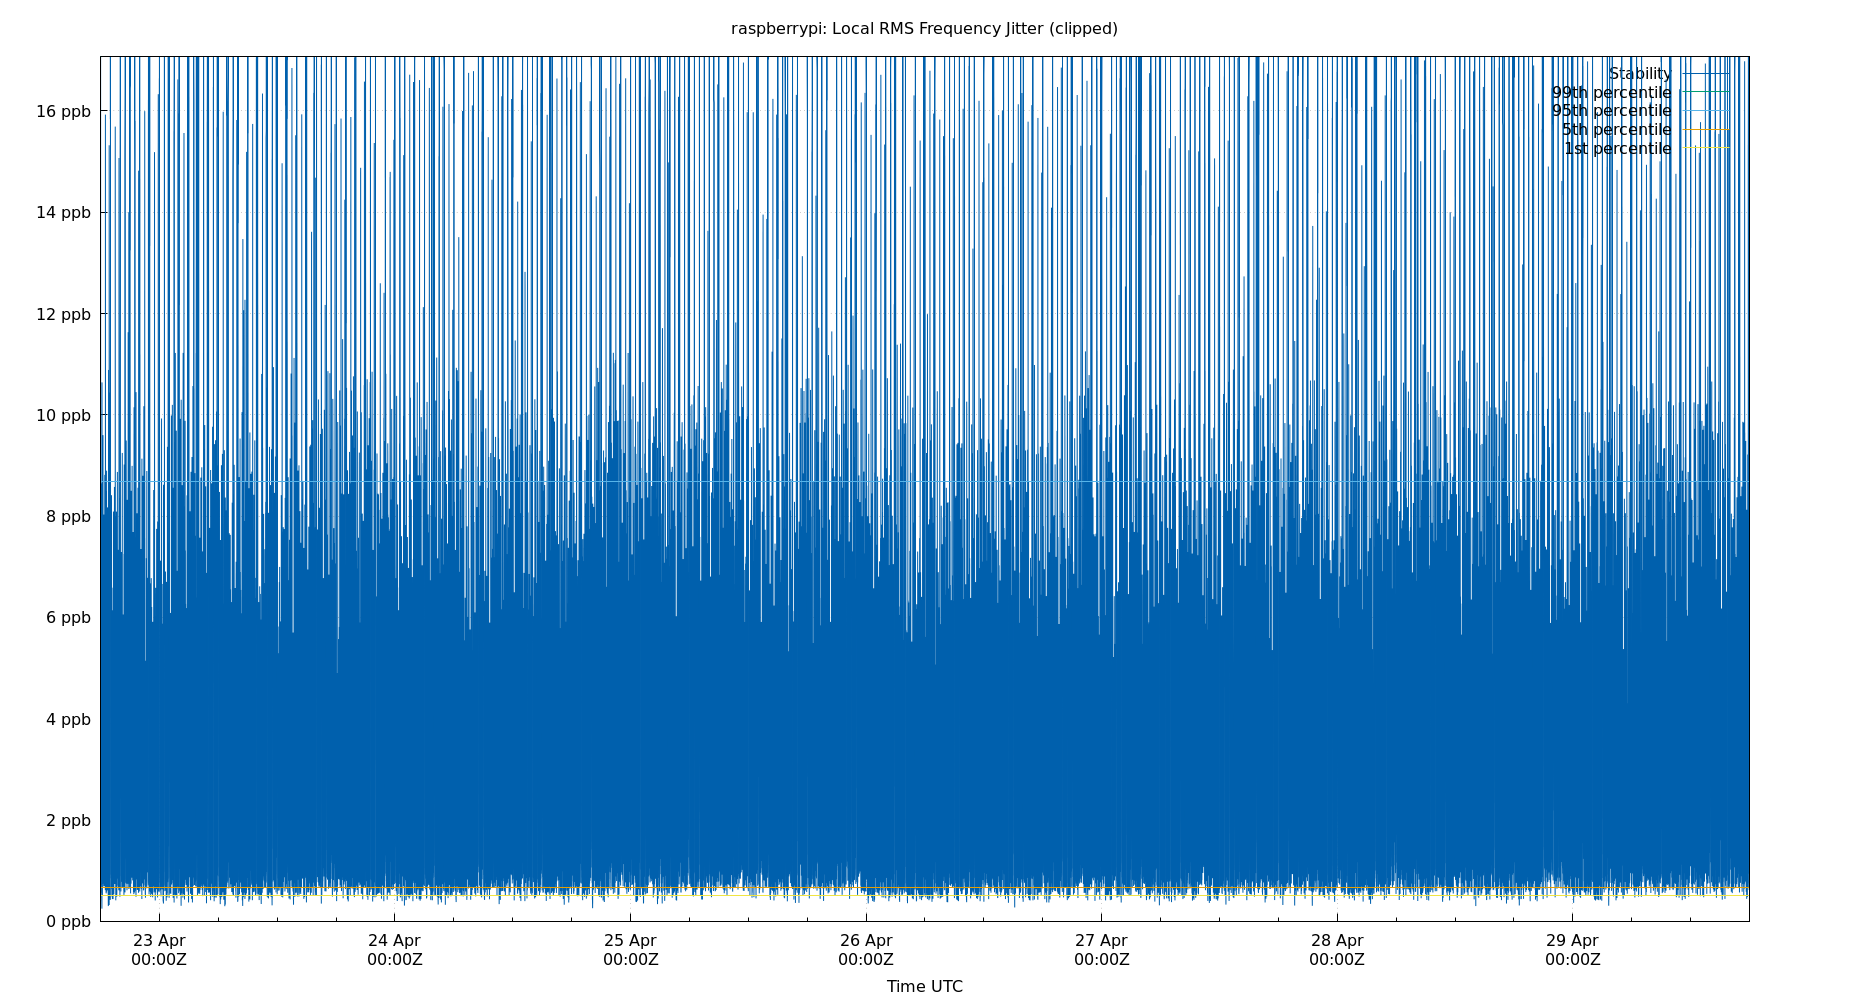 raspberrypi: Local RMS Frequency Jitter (clipped)
Stability
99th percentile
95th percentile
5th percentile
1st percentile
16 ppb
14 ppb
12 ppb
10 ppb
8 ppb
6 ppb
4 ppb
2 ppb
0 ppb
23 Apr 24 Apr 25 Apr 26 Apr 27 Apr 28 Apr 29 Apr
00:00Z 00:00Z 00:00Z 00:00Z 00:00Z 00:00Z 00:00Z
Time UTC